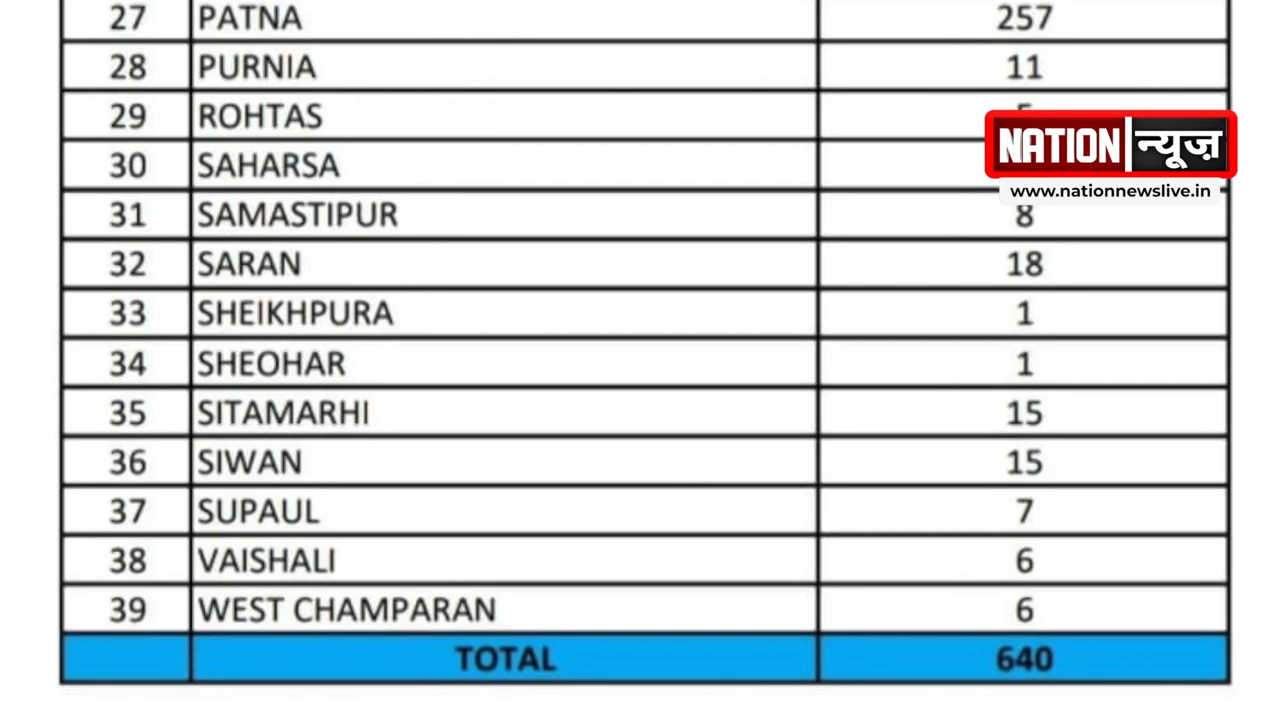 27 PATNA 257
28 PURNIA 11
29 ROHTAS
30 SAHARSA
NATION न्यूज़
www.nationnewslive.in
31 SAMASTIPUR 8
32 SARAN 18
33 SHEIKHPURA 1
34 SHEOHAR 1
35 SITAMARHI 15
36 SIWAN 15
37 SUPAUL 7
38 VAISHALI 6
39 WEST CHAMPARAN 6
TOTAL 640